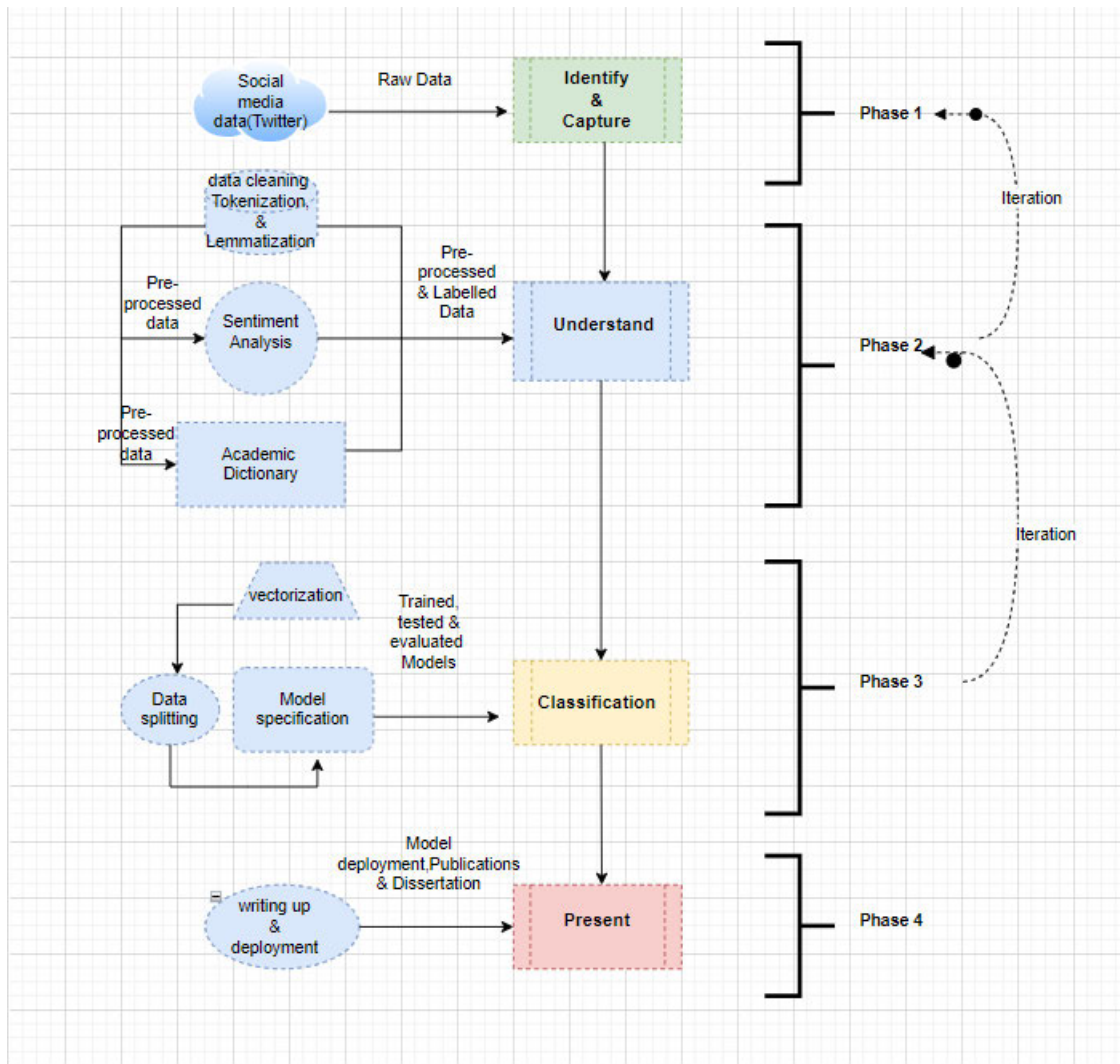 Social
media
data(Twitter)
Raw Data
Identify
&
Capture
Phase 1
Iteration
data cleaning
Tokenization,
&
Lemmatization
Pre-
processed
data
Sentiment
Analysis
Pre-
processed
& Labelled
Data
Understand
Phase 2
Pre-
processed
data
Academic
Dictionary
Iteration
vectorization
Trained,
tested &
evaluated
Models
Data
splitting
Model
specification
Classification
Phase 3
Model
deployment,Publications
& Dissertation
writing up
&
deployment
Present
Phase 4